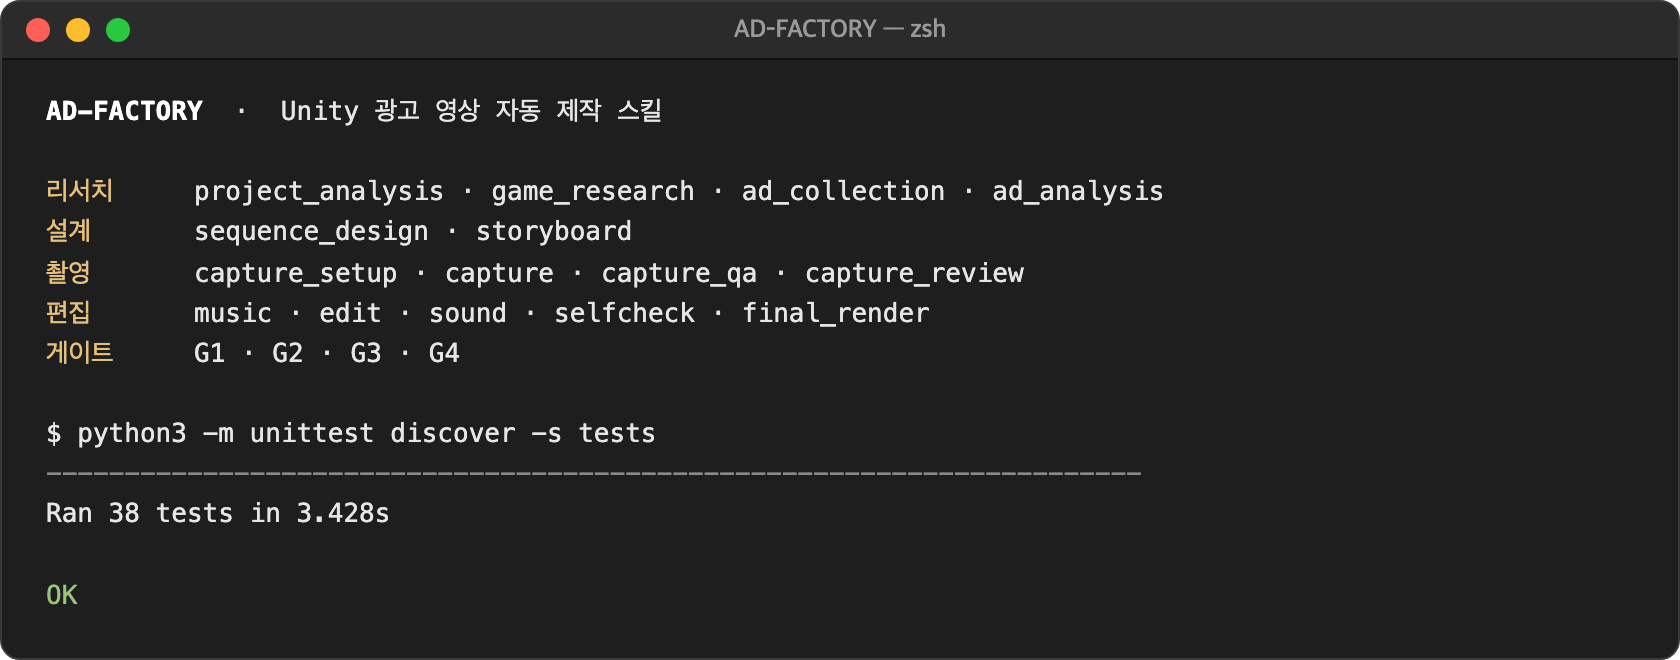 AD-FACTORY — zsh
AD-FACTORY · Unity 광고 영상 자동 제작 스킬
리서치 project_analysis · game_research · ad_collection · ad_analysis
설계 sequence_design · storyboard
촬영 capture_setup · capture · capture_qa · capture_review
편집 music · edit · sound · selfcheck · final_render
게이트 G1 · G2 · G3 · G4
$ python3 -m unittest discover -s tests
----------------------------------------------------------------------
Ran 38 tests in 3.428s
OK